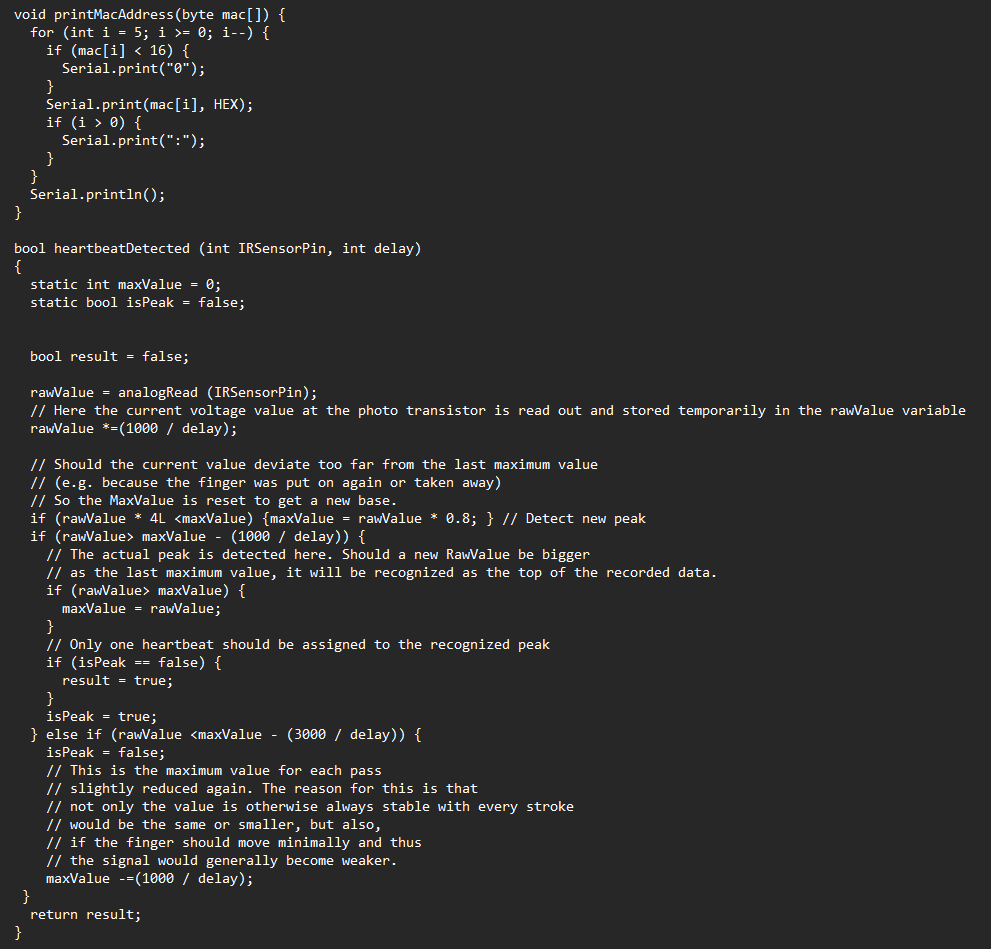 void printMacAddress(byte mac[]) {
  for (int i = 5; i >= 0; i--) {
    if (mac[i] < 16) {
      Serial.print("0");
    }
    Serial.print(mac[i], HEX);
    if (i > 0) {
      Serial.print(":");
    }
  }
  Serial.println();
}

bool heartbeatDetected (int IRSensorPin, int delay)
{
  static int maxValue = 0;
  static bool isPeak = false;


  bool result = false;

  rawValue = analogRead (IRSensorPin);
  // Here the current voltage value at the photo transistor is read out and stored temporarily in the rawValue variable
  rawValue *=(1000 / delay);

  // Should the current value deviate too far from the last maximum value
  // (e.g. because the finger was put on again or taken away)
  // So the MaxValue is reset to get a new base.
  if (rawValue * 4L <maxValue) {maxValue = rawValue * 0.8; } // Detect new peak
  if (rawValue> maxValue - (1000 / delay)) {
    // The actual peak is detected here. Should a new RawValue be bigger
    // as the last maximum value, it will be recognized as the top of the recorded data.
    if (rawValue> maxValue) {
      maxValue = rawValue;
    }
    // Only one heartbeat should be assigned to the recognized peak
    if (isPeak == false) {
      result = true;
    }
    isPeak = true;
  } else if (rawValue <maxValue - (3000 / delay)) {
    isPeak = false;
    // This is the maximum value for each pass
    // slightly reduced again. The reason for this is that
    // not only the value is otherwise always stable with every stroke
    // would be the same or smaller, but also,
    // if the finger should move minimally and thus
    // the signal would generally become weaker.
    maxValue -=(1000 / delay);
 }
  return result;
}